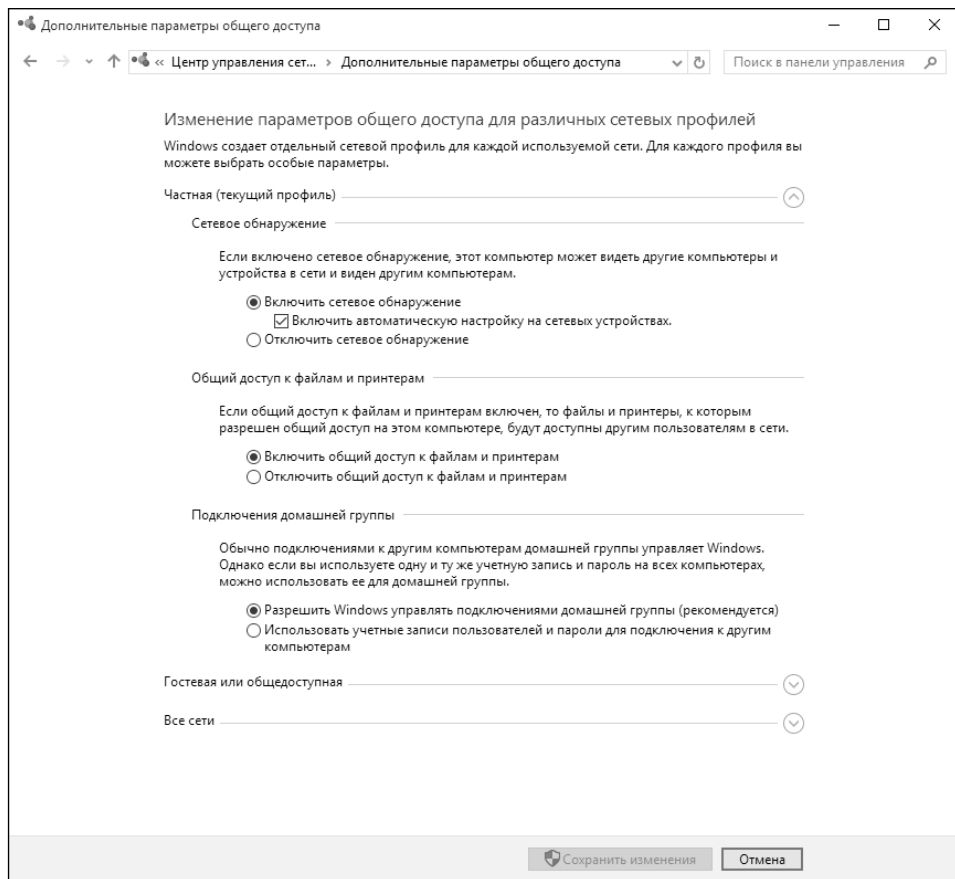 Дополнительные параметры общего доступа
« Центр управления сет... › Дополнительные параметры общего доступа
Поиск в панели управления
Изменение параметров общего доступа для различных сетевых профилей
Windows создает отдельный сетевой профиль для каждой используемой сети. Для каждого профиля вы
можете выбрать особые параметры.
Частная (текущий профиль)
Сетевое обнаружение
Если включено сетевое обнаружение, этот компьютер может видеть другие компьютеры и
устройства в сети и виден другим компьютерам.
Включить сетевое обнаружение
Включить автоматическую настройку на сетевых устройствах.
Отключить сетевое обнаружение
Общий доступ к файлам и принтерам
Если общий доступ к файлам и принтерам включен, то файлы и принтеры, к которым
разрешен общий доступ на этом компьютере, будут доступны другим пользователям в сети.
Включить общий доступ к файлам и принтерам
Отключить общий доступ к файлам и принтерам
Подключения домашней группы
Обычно подключениями к другим компьютерам домашней группы управляет Windows.
Однако если вы используете одну и ту же учетную запись и пароль на всех компьютерах,
можно использовать ее для домашней группы.
Разрешить Windows управлять подключениями домашней группы (рекомендуется)
Использовать учетные записи пользователей и пароли для подключения к другим
компьютерам
Гостевая или общедоступная
Все сети
Сохранить изменения
Отмена